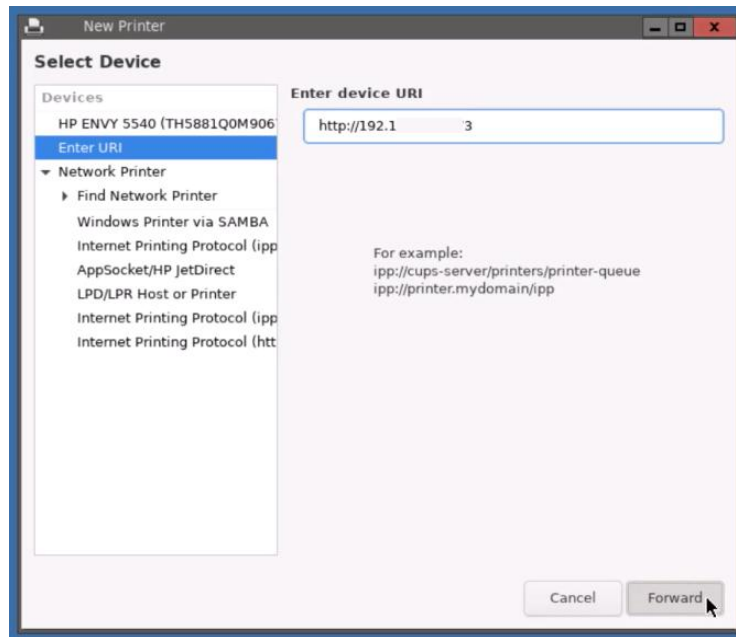 New Printer
Select Device
Devices
HP ENVY 5540 (TH5881Q0M906
Enter URI
Network Printer
Find Network Printer
Windows Printer via SAMBA
Internet Printing Protocol (ipp
AppSocket/HP JetDirect
LPD/LPR Host or Printer
Internet Printing Protocol (ipp
Internet Printing Protocol (htt
Enter device URI
http://192.1 3
For example:
ipp://cups-server/printers/printer-queue
ipp://printer.mydomain/ipp
Cancel Forward